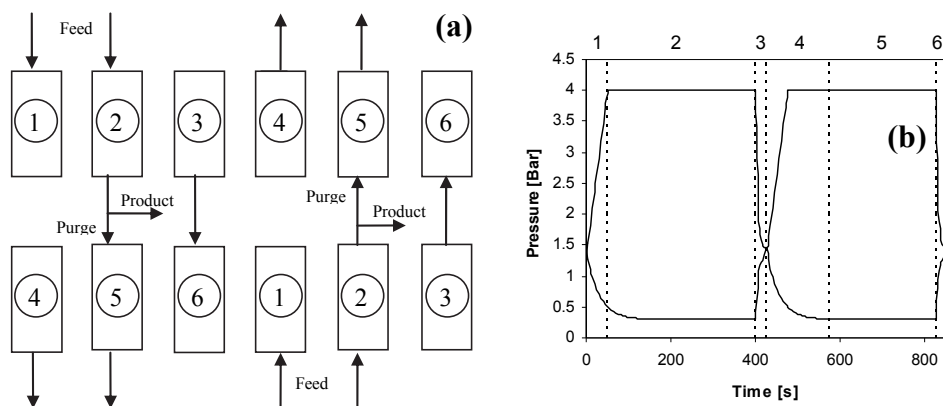 Feed
(a)
1 2 3 4 5 6
Product
Purge
Purge
Product
4 5 6 1 2 3
Feed
1 2 3 4 5 6
4.5
4
3.5
3
2.5
2
1.5
1
0.5
0
Pressure [Bar]
(b)
0 200 400 600 800
Time [s]